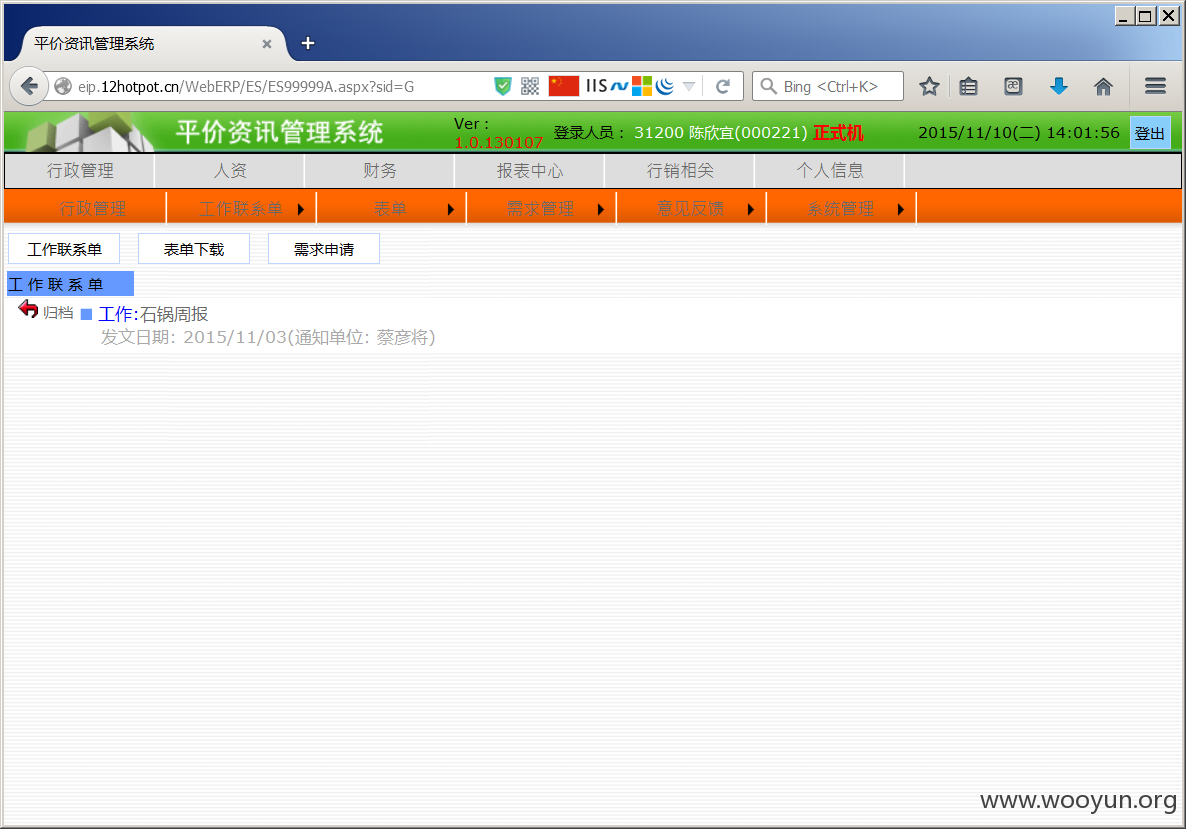 平价资讯管理系统
eip.12hotpot.cn/WebERP/ES/ES99999A.aspx?sid=G
IIS
Bing <Ctrl+K>
平价资讯管理系统
Ver：
1.0.130107
登录人员： 31200 陈欣宜(000221) 正式机
2015/11/10(二) 14:01:56
登出
行政管理 人资 财务 报表中心 行销相关 个人信息
行政管理 工作联系单 表单 需求管理 意见反馈 系统管理
工作联系单 表单下载 需求申请
工作联系单
归档 工作:石锅周报
发文日期: 2015/11/03(通知单位: 蔡彦将)
www.wooyun.org